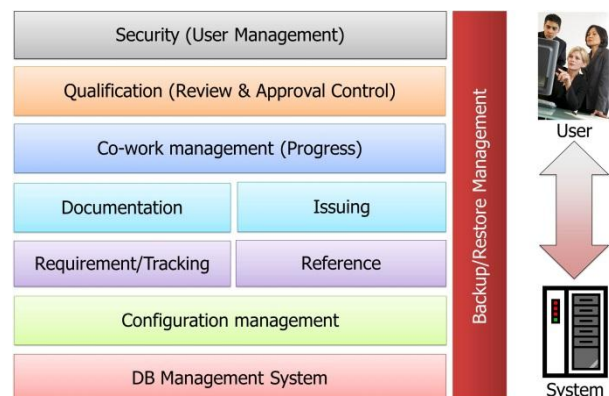 Security (User Management)
Qualification (Review & Approval Control)
Co-work management (Progress)
Documentation
Issuing
Requirement/Tracking
Reference
Configuration management
DB Management System
Backup/Restore Management
User
System